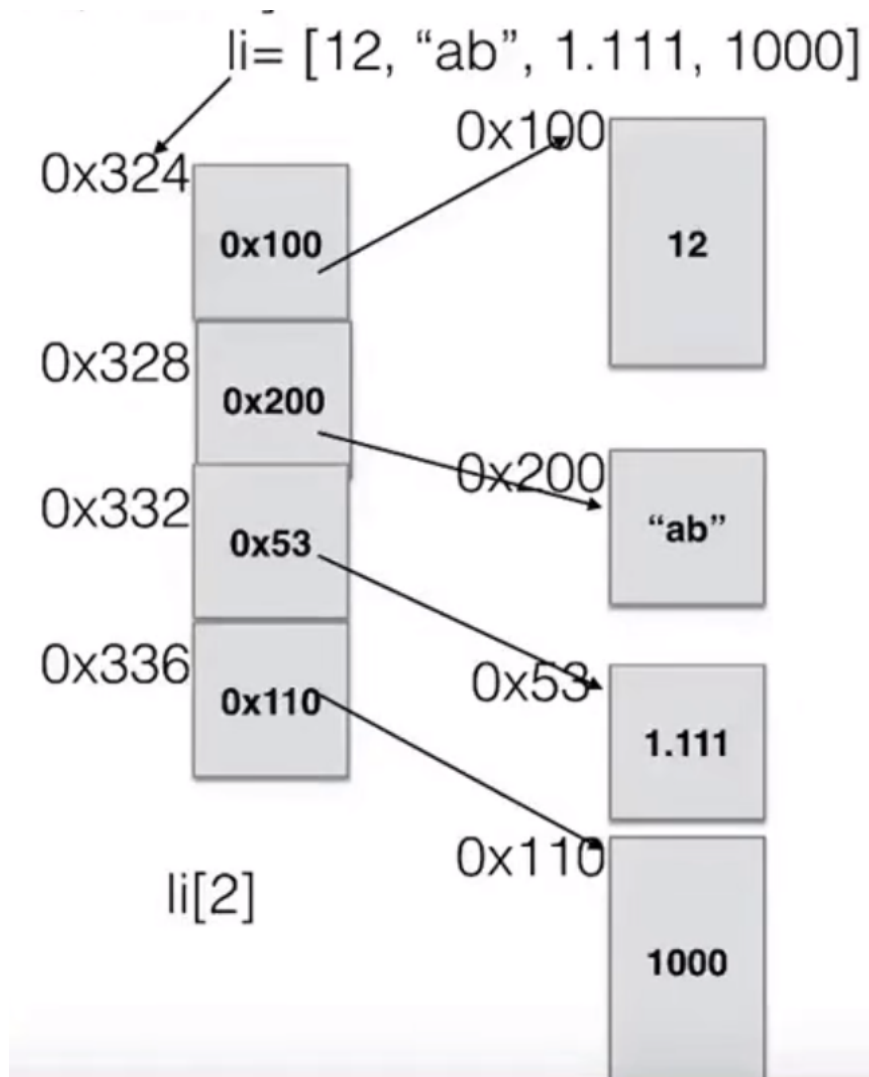 li= [12, “ab”, 1.111, 1000]
0x100
0x324
0x100
12
0x328
0x200
0x200
“ab”
0x332
0x53
0x53
1.111
0x336
0x110
0x110
li[2]
1000